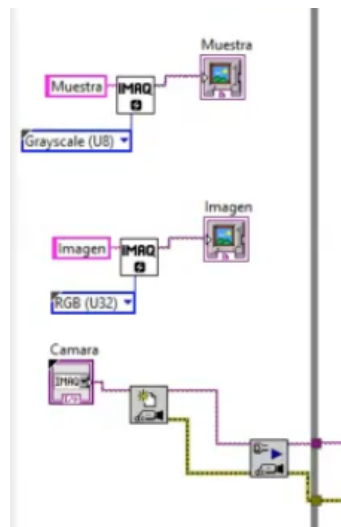 Muestra
Muestra
IMAQ
Grayscale (U8)
Imagen
Imagen
IMAQ
RGB (U32)
Camara
IMAQ
I/O